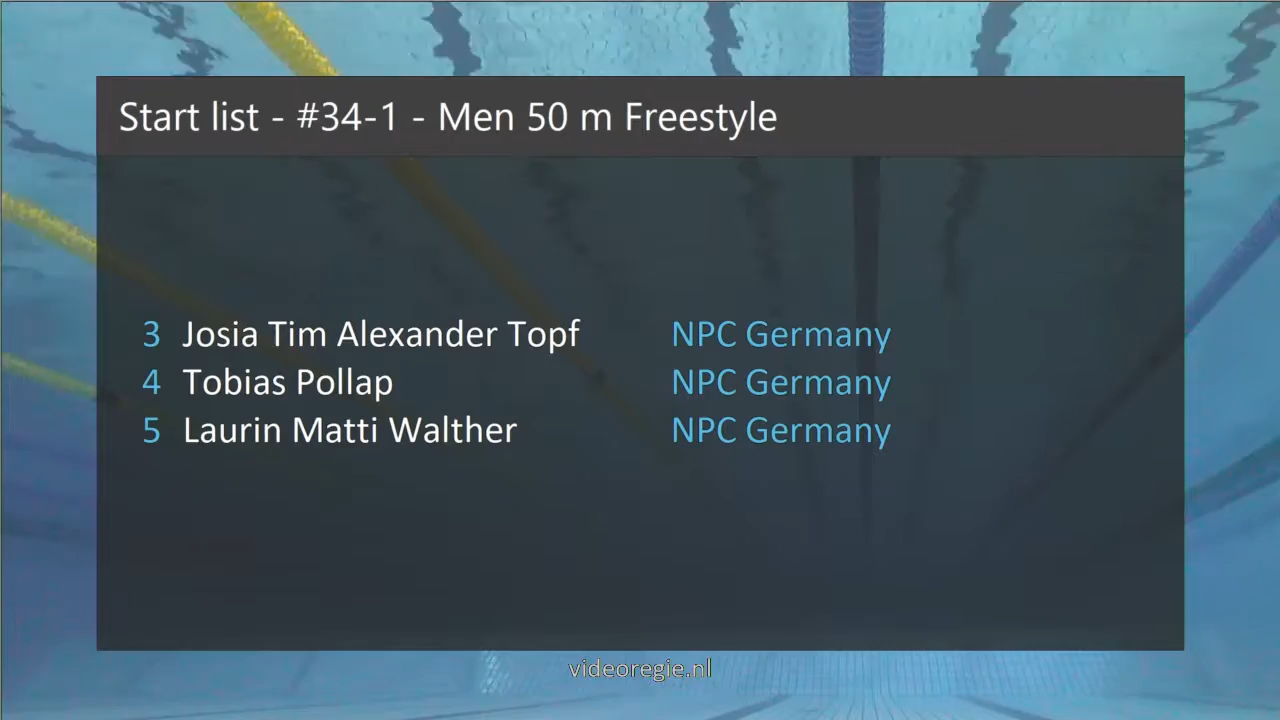 Start list - #34-1 - Men 50 m Freestyle
3 Josia Tim Alexander Topf NPC Germany
4 Tobias Pollap NPC Germany
5 Laurin Matti Walther NPC Germany
videoregie.nl